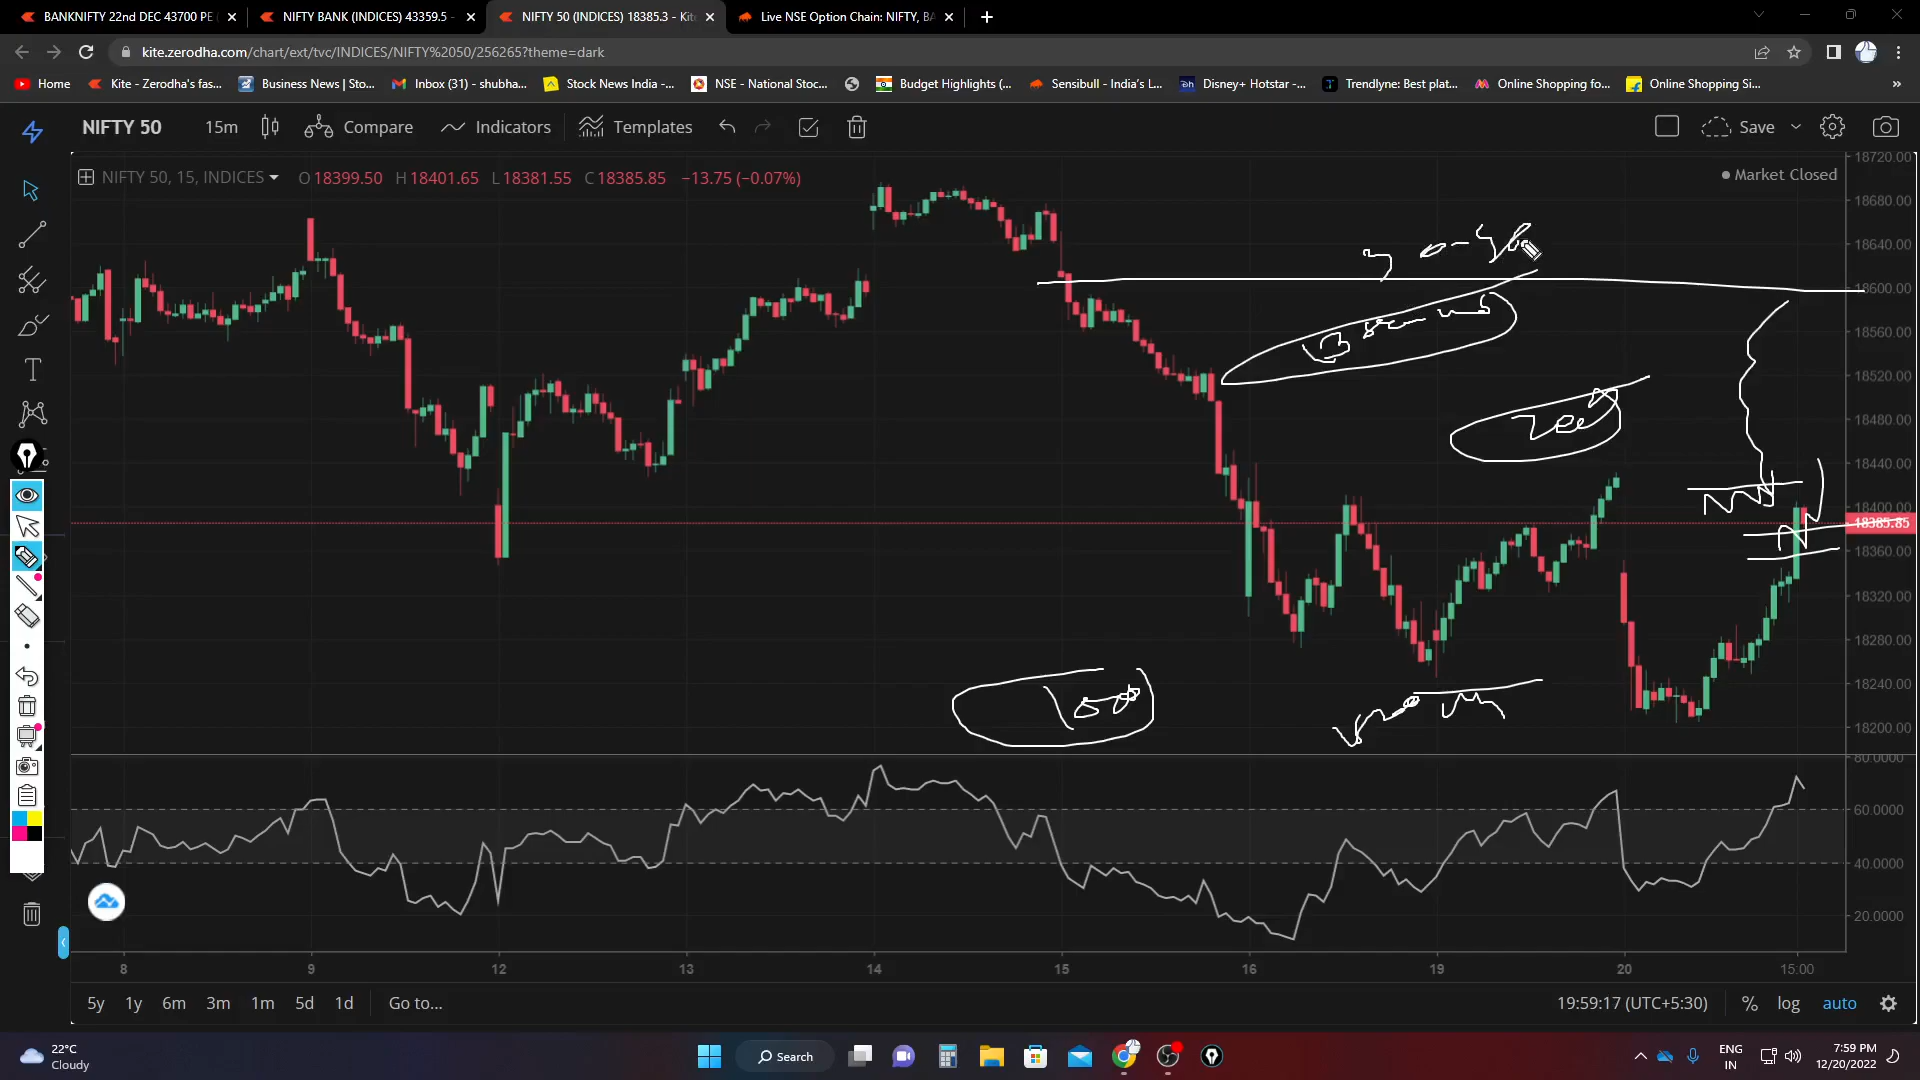 BANKNIFTY 22nd DEC 43700 PE
NIFTY BANK (INDICES) 43359.5 -
NIFTY 50 (INDICES) 18385.3 - Kite
Live NSE Option Chain: NIFTY, BA
kite.zerodha.com/chart/ext/tvc/INDICES/NIFTY%2050/256265?theme=dark
Home
Kite - Zerodha's fas...
Business News | Sto...
Inbox (31) - shubha...
Stock News India -...
NSE - National Stoc...
Budget Highlights (...
Sensibull - India's L...
Disney+ Hotstar -...
Trendlyne: Best plat...
Online Shopping fo...
Online Shopping Si...
»
NIFTY 50
15m
Compare
Indicators
Templates
Save
NIFTY 50, 15, INDICES
O18399.50 H18401.65 L18381.55 C18385.85 −13.75 (−0.07%)
Market Closed
18720.00
18680.00
18640.00
18600.00
18560.00
18520.00
18480.00
18440.00
18400.00
18385.85
18360.00
18320.00
18280.00
18240.00
18200.00
80.0000
60.0000
40.0000
20.0000
8 9 12 13 14 15 16 19 20 15:00
5y 1y 6m 3m 1m 5d 1d Go to...
19:59:17 (UTC+5:30) % log auto
22°C
Cloudy
Search
ENG
IN
7:59 PM
12/20/2022